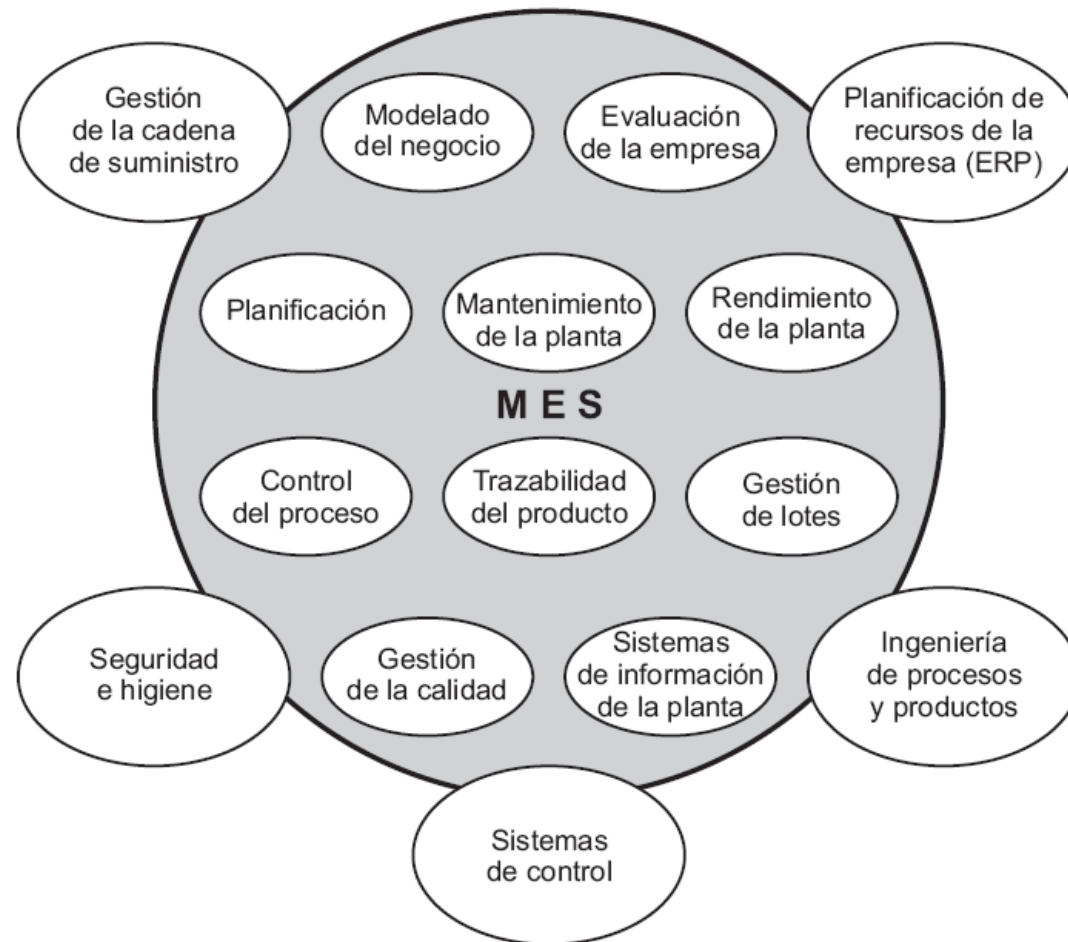 Gestión
de la cadena
de suministro
Modelado
del negocio
Evaluación
de la empresa
Planificación de
recursos de la
empresa (ERP)
Planificación
Mantenimiento
de la planta
Rendimiento
de la planta
M E S
Control
del proceso
Trazabilidad
del producto
Gestión
de lotes
Seguridad
e higiene
Gestión
de la calidad
Sistemas
de información
de la planta
Ingeniería
de procesos
y productos
Sistemas
de control